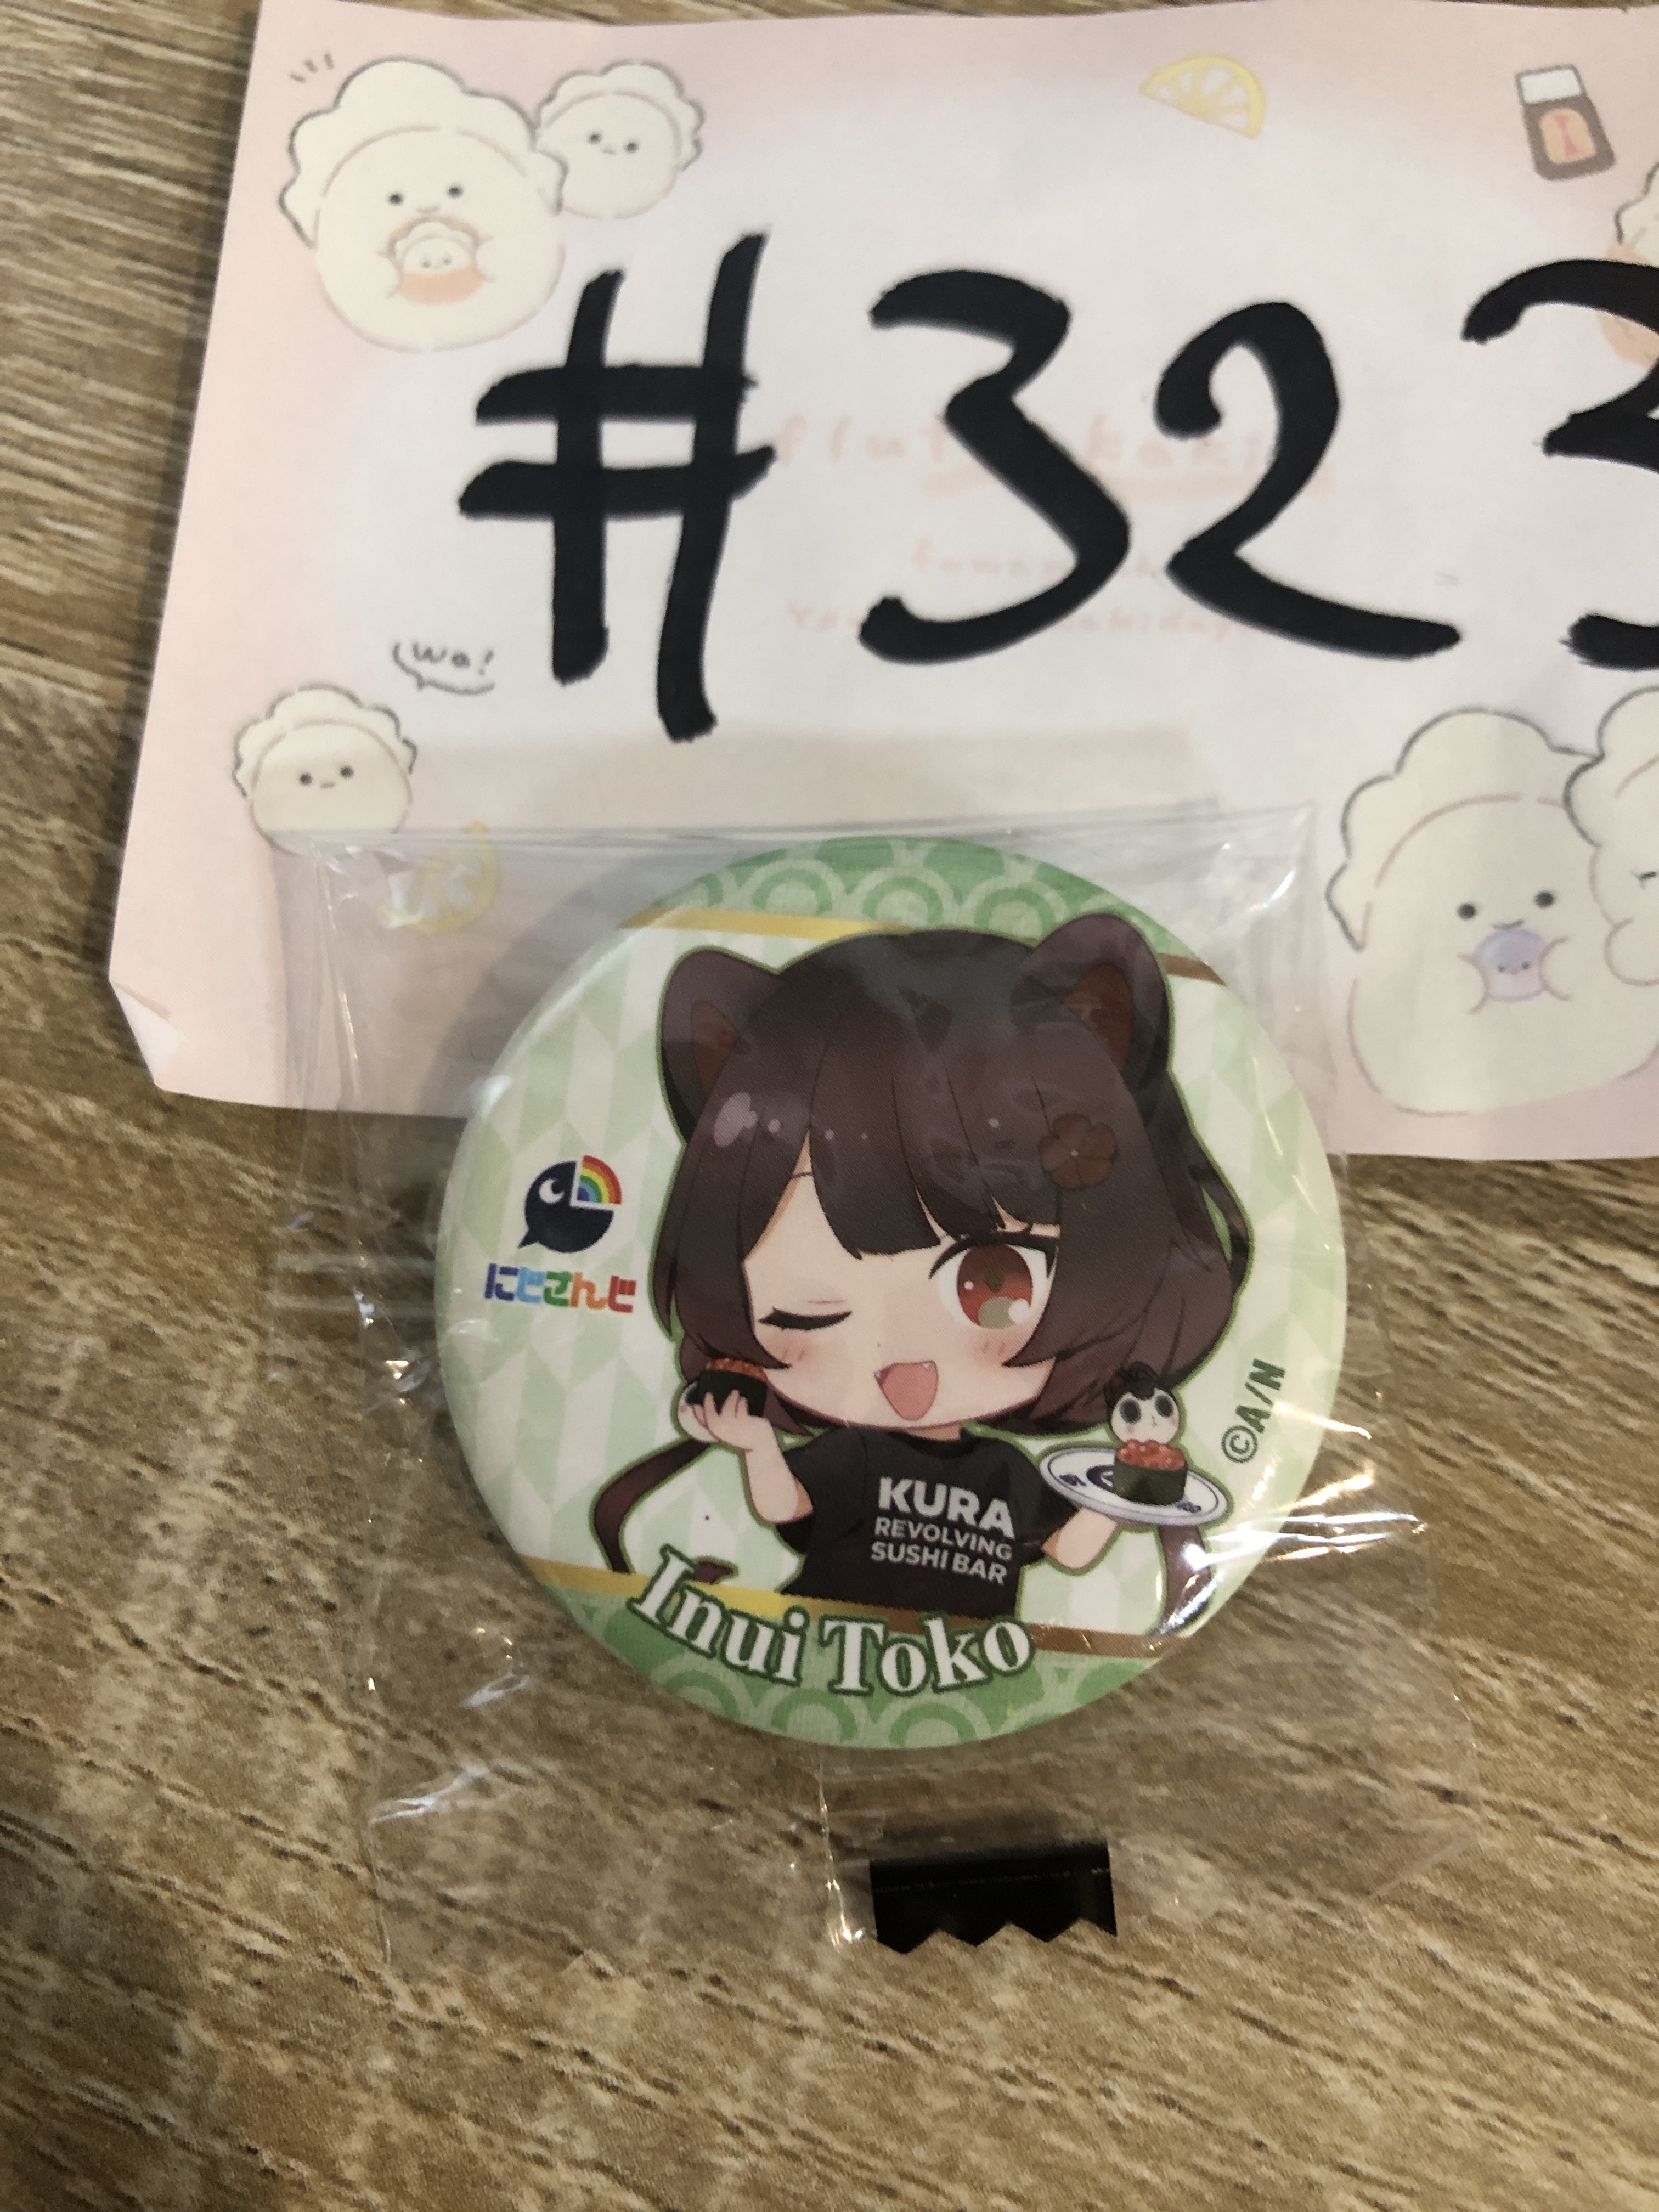 #323
Wa!
にじさんじ
©A/N
KURA
REVOLVING
SUSHI BAR
Inui Toko